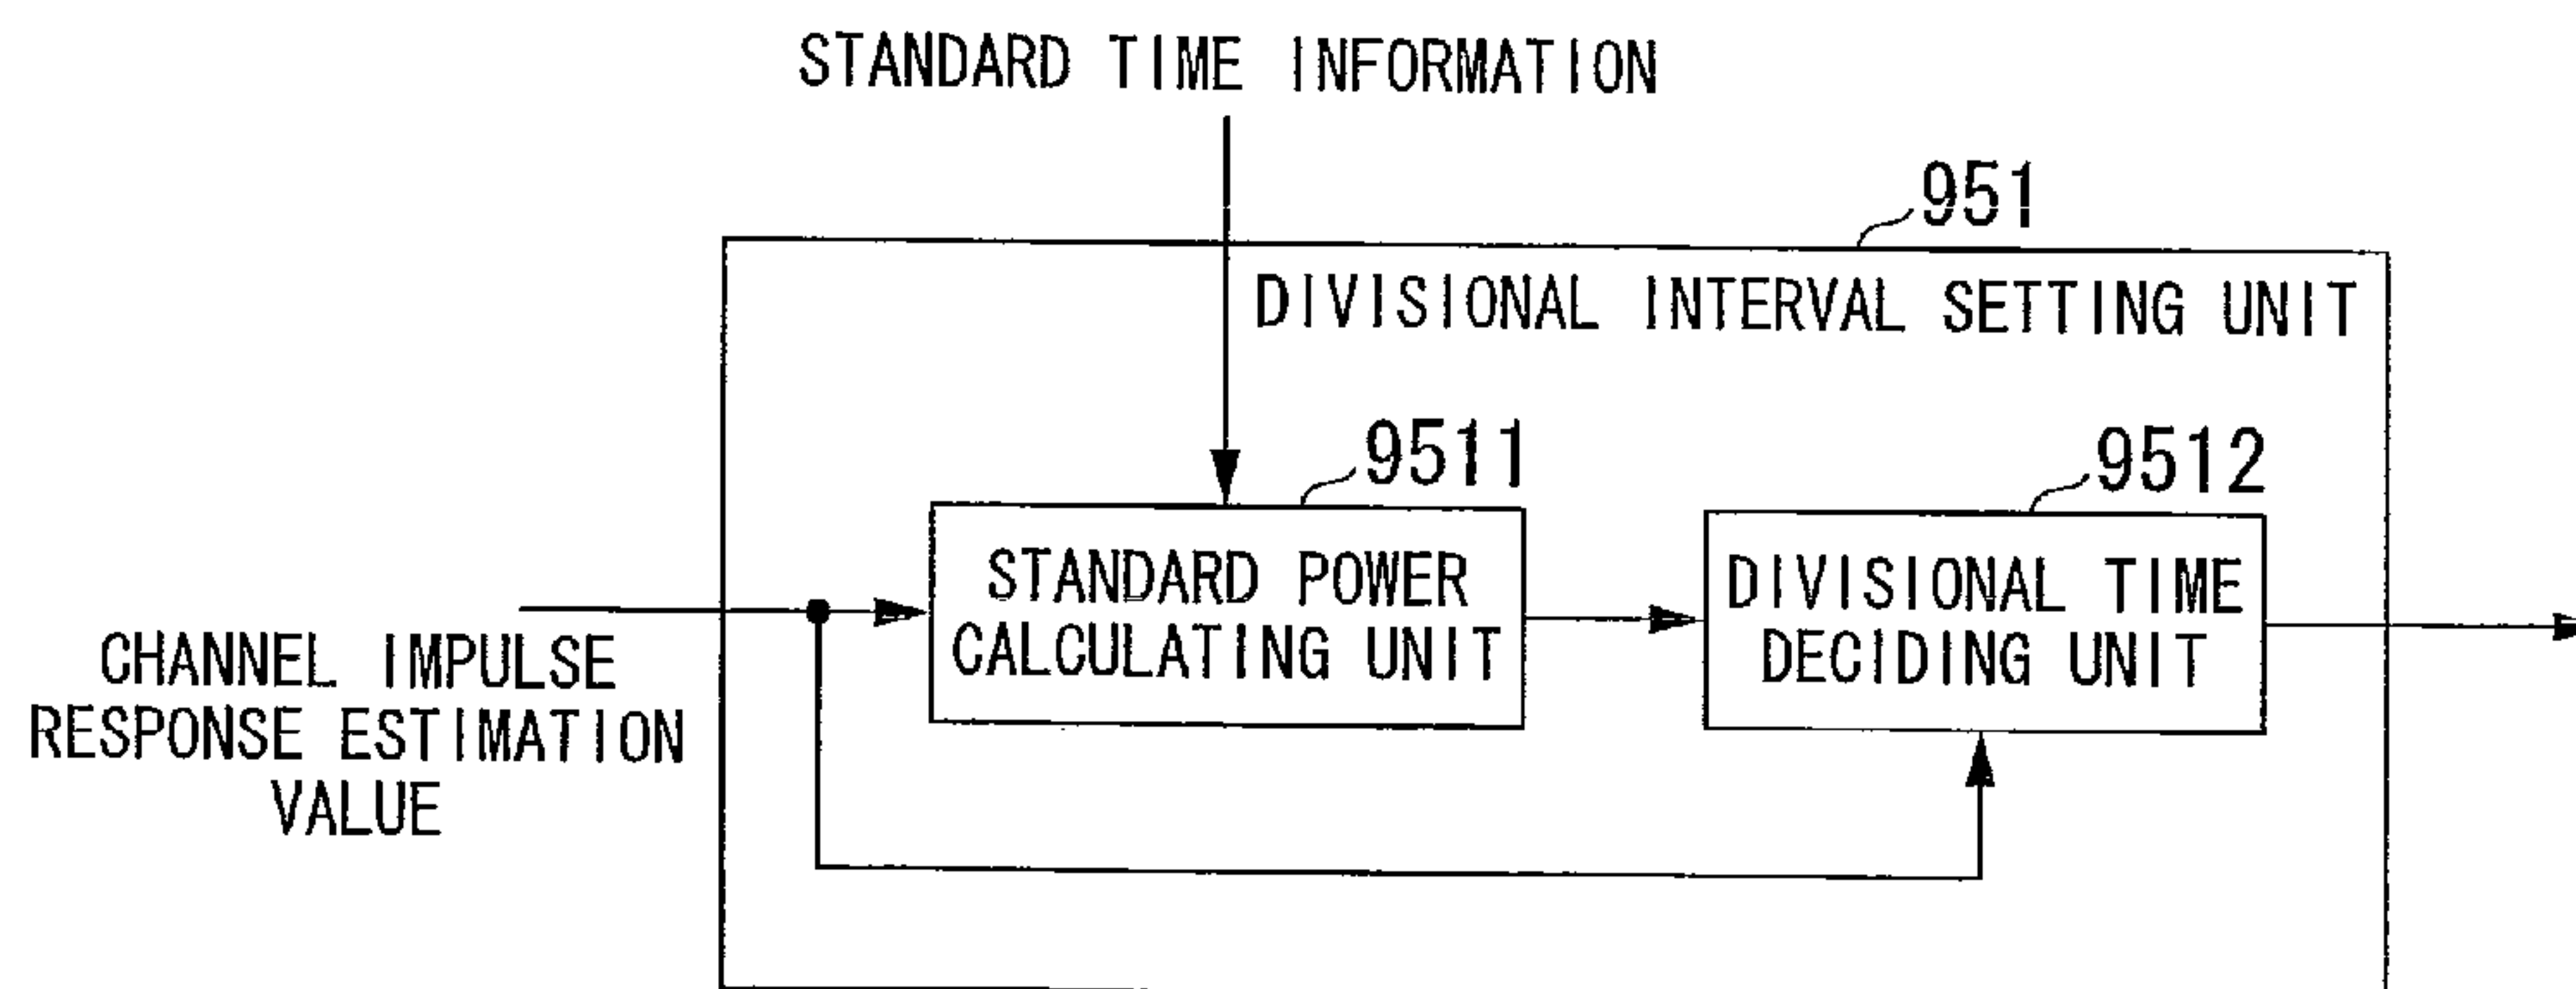 STANDARD TIME INFORMATION
951
DIVISIONAL INTERVAL SETTING UNIT
9511
9512
STANDARD POWER
CALCULATING UNIT
DIVISIONAL TIME
DECIDING UNIT
CHANNEL IMPULSE
RESPONSE ESTIMATION
VALUE